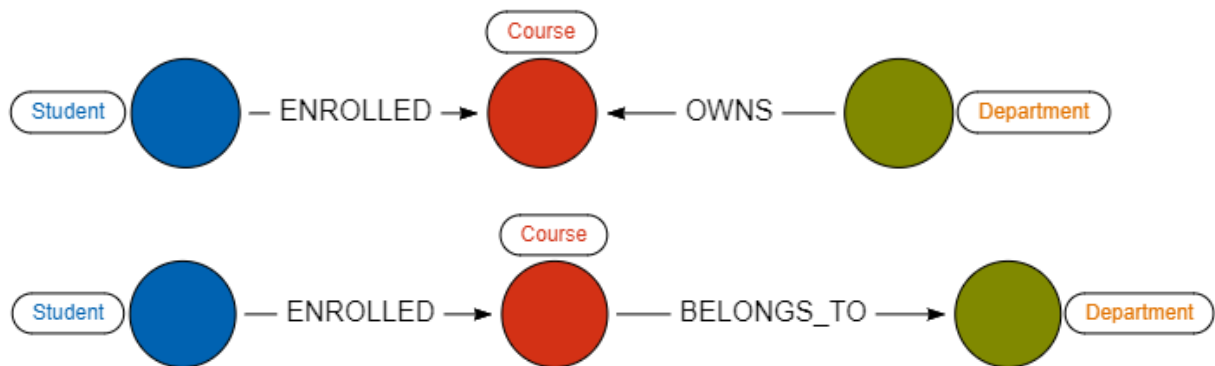 Course
Student ENROLLED OWNS Department
Course
Student ENROLLED BELONGS_TO Department